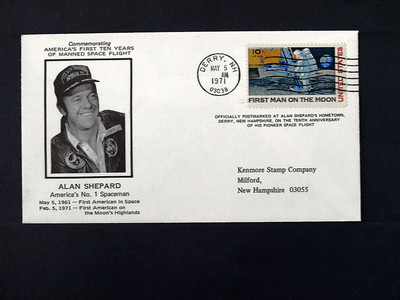 Commemorating
AMERICA'S FIRST TEN YEARS
OF MANNED SPACE FLIGHT
ALAN SHEPARD
America's No. 1 Spaceman
May 5, 1961 — First American in Space
Feb. 5, 1971 — First American on
the Moon's Highlands
DERRY, NH
MAY 5
AM
1971
03038
10¢
UNITED STATES
FIRST MAN ON THE MOON
OFFICIALLY POSTMARKED AT ALAN SHEPARD'S HOMETOWN,
DERRY, NEW HAMPSHIRE, ON THE TENTH ANNIVERSARY
OF HIS PIONEER SPACE FLIGHT
Kenmore Stamp Company
Milford,
New Hampshire 03055